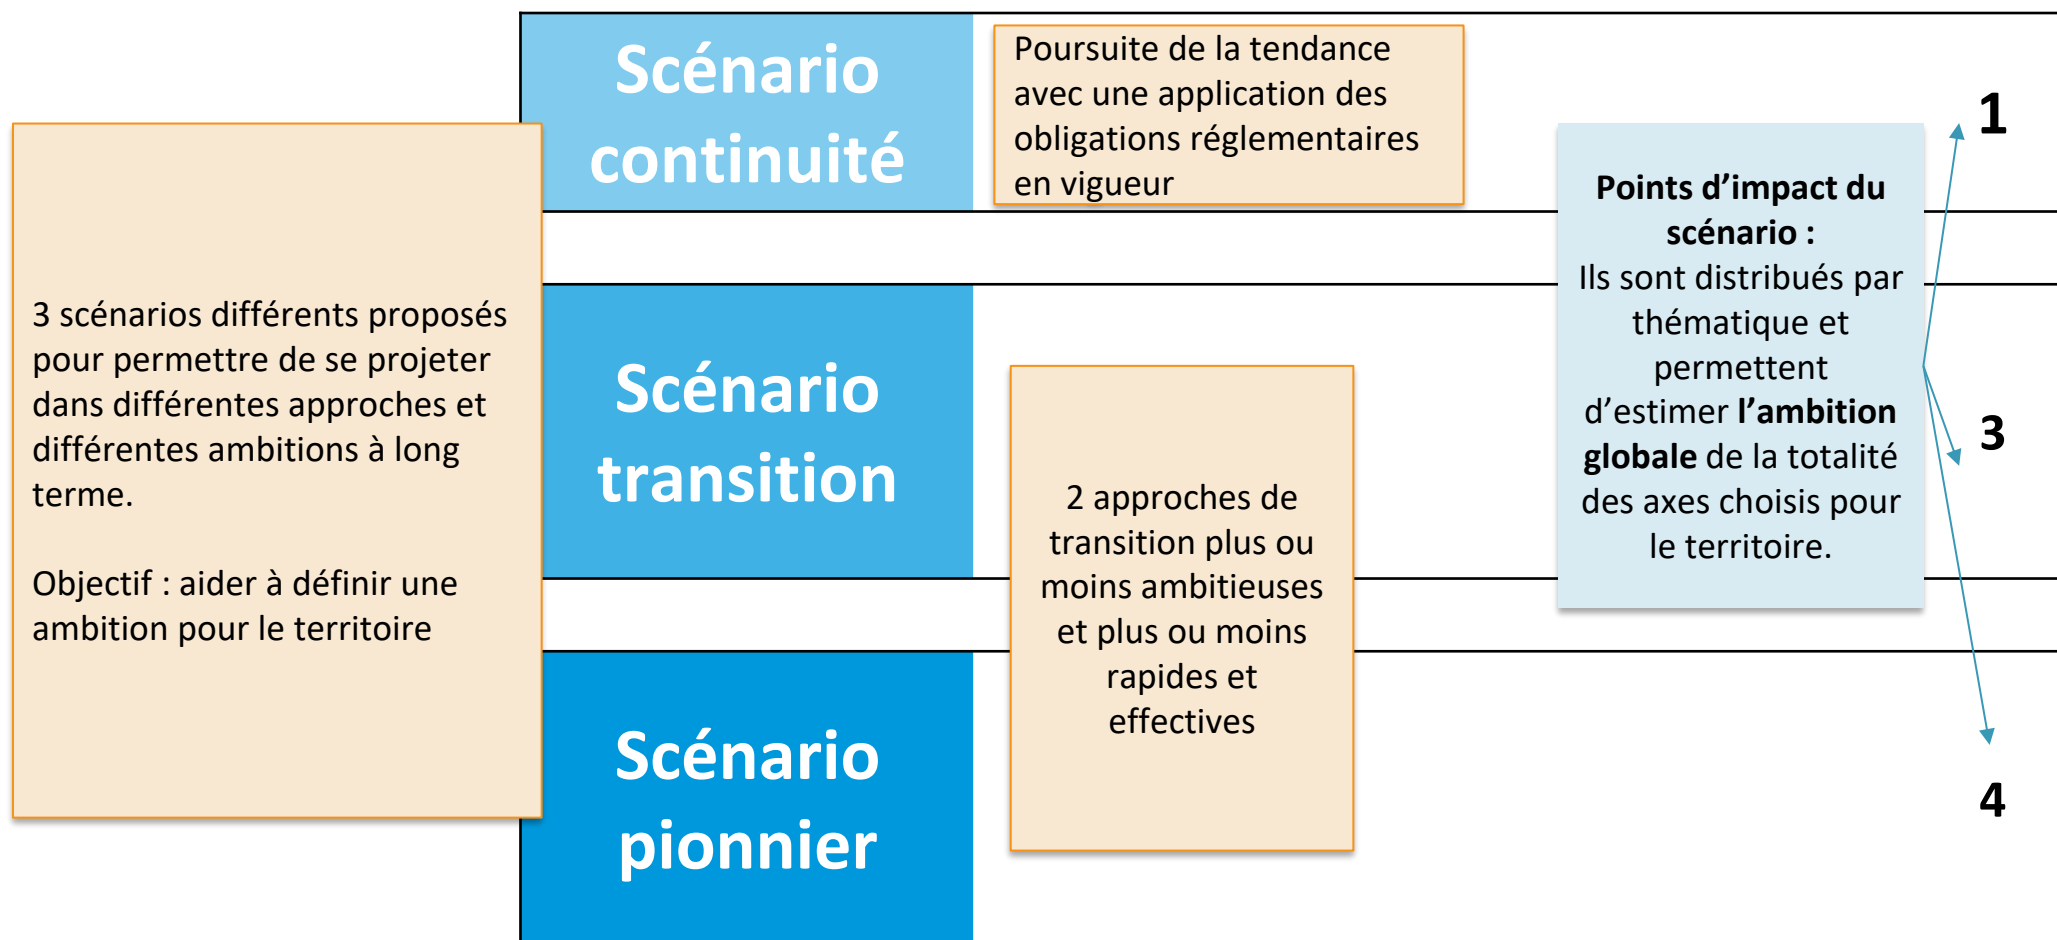 3 scénarios différents proposés
pour permettre de se projeter
dans différentes approches et
différentes ambitions à long
terme.
Objectif : aider à définir une
ambition pour le territoire
Scénario
continuité
Poursuite de la tendance
avec une application des
obligations réglementaires
en vigueur
Scénario
transition
Scénario
pionnier
2 approches de
transition plus ou
moins ambitieuses
et plus ou moins
rapides et
effectives
Points d’impact du
scénario :
Ils sont distribués par
thématique et
permettent
d’estimer l’ambition
globale de la totalité
des axes choisis pour
le territoire.
1
3
4